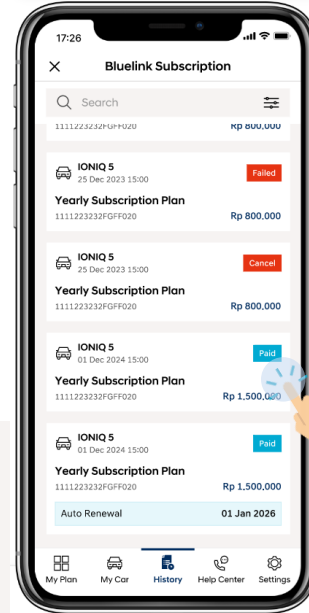 17:26
Bluelink Subscription
Search
1111223232FGFF020 Rp 800,000
IONIQ 5
25 Dec 2023 15:00 Failed
Yearly Subscription Plan
1111223232FGFF020 Rp 800,000
IONIQ 5
25 Dec 2023 15:00 Cancel
Yearly Subscription Plan
1111223232FGFF020 Rp 800,000
IONIQ 5
01 Dec 2024 15:00 Paid
Yearly Subscription Plan
1111223232FGFF020 Rp 1,500,000
IONIQ 5
01 Dec 2024 15:00 Paid
Yearly Subscription Plan
1111223232FGFF020 Rp 1,500,000
Auto Renewal 01 Jan 2026
My Plan My Car History Help Center Settings